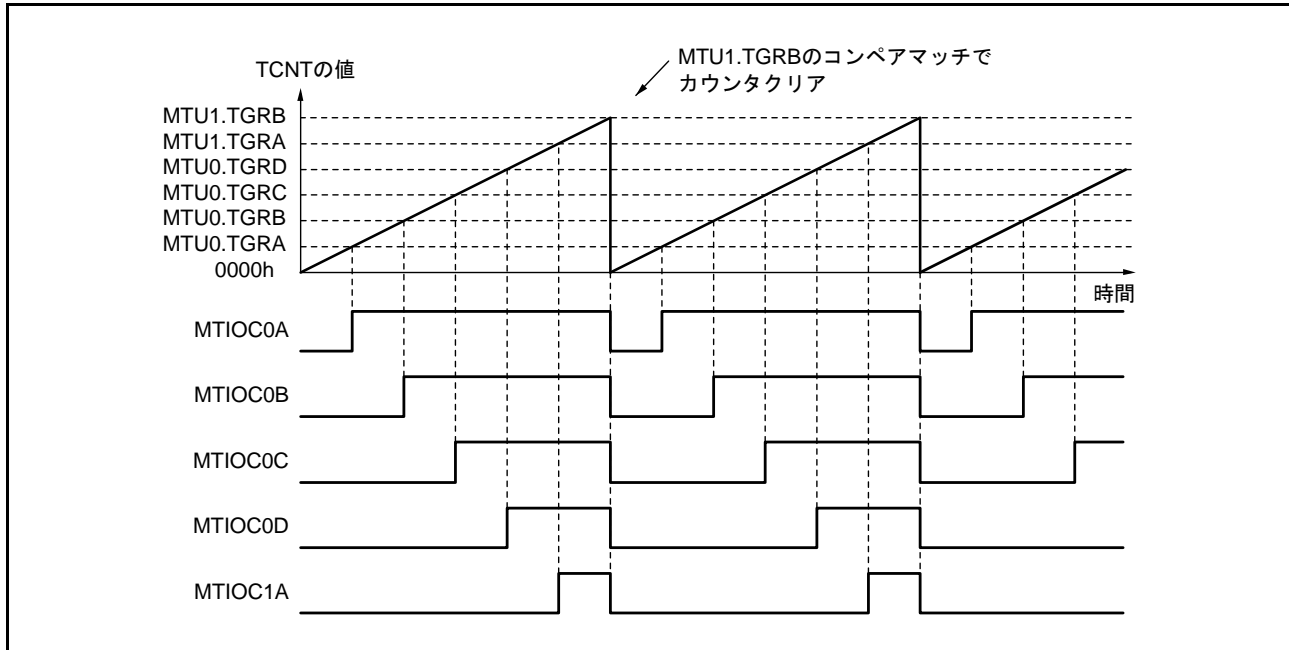 MTU1.TGRBのコンペアマッチで
カウンタクリア
TCNTの値
MTU1.TGRB
MTU1.TGRA
MTU0.TGRD
MTU0.TGRC
MTU0.TGRB
MTU0.TGRA
0000h
時間
MTIOC0A
MTIOC0B
MTIOC0C
MTIOC0D
MTIOC1A